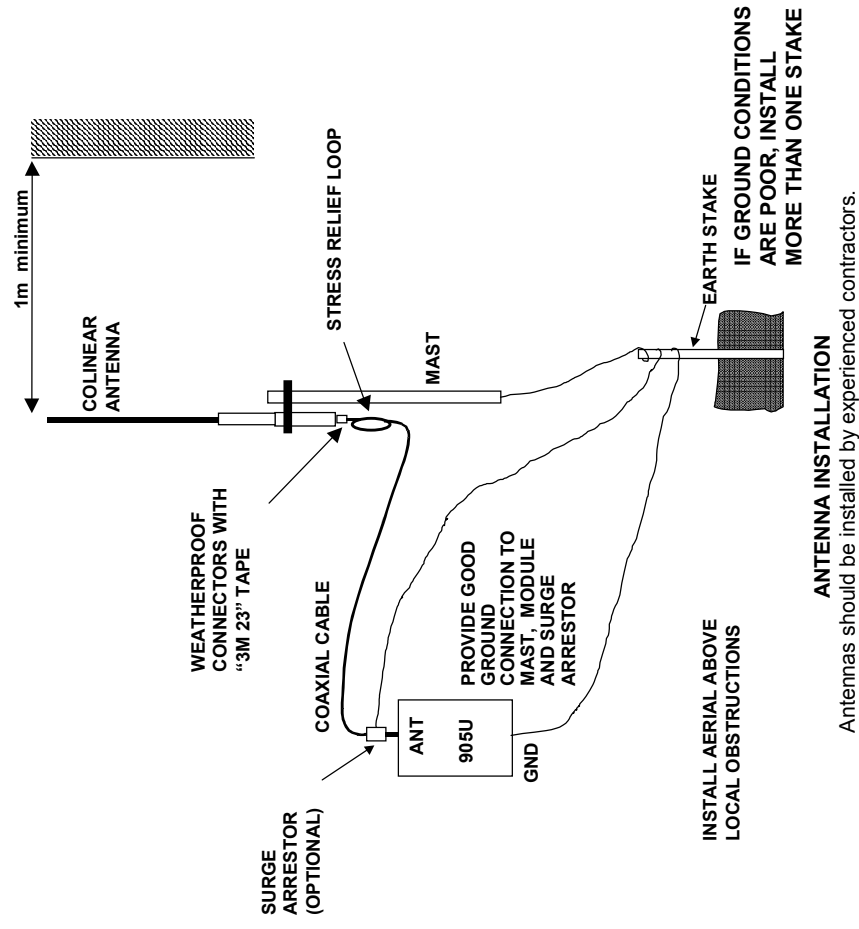 1m  minimum
COLINEAR
ANTENNA
WEATHERPROOF
CONNECTORS WITH
“3M 23” TAPE
STRESS RELIEF LOOP
COAXIAL CABLE
MAST
SURGE
ARRESTOR
(OPTIONAL)
ANT
905U
GND
PROVIDE GOOD
GROUND
CONNECTION TO
MAST,  MODULE
AND SURGE
ARRESTOR
EARTH STAKE
INSTALL AERIAL ABOVE
LOCAL OBSTRUCTIONS
IF GROUND CONDITIONS
ARE POOR, INSTALL
MORE THAN ONE STAKE
ANTENNA INSTALLATION
Antennas should be installed by experienced contractors.